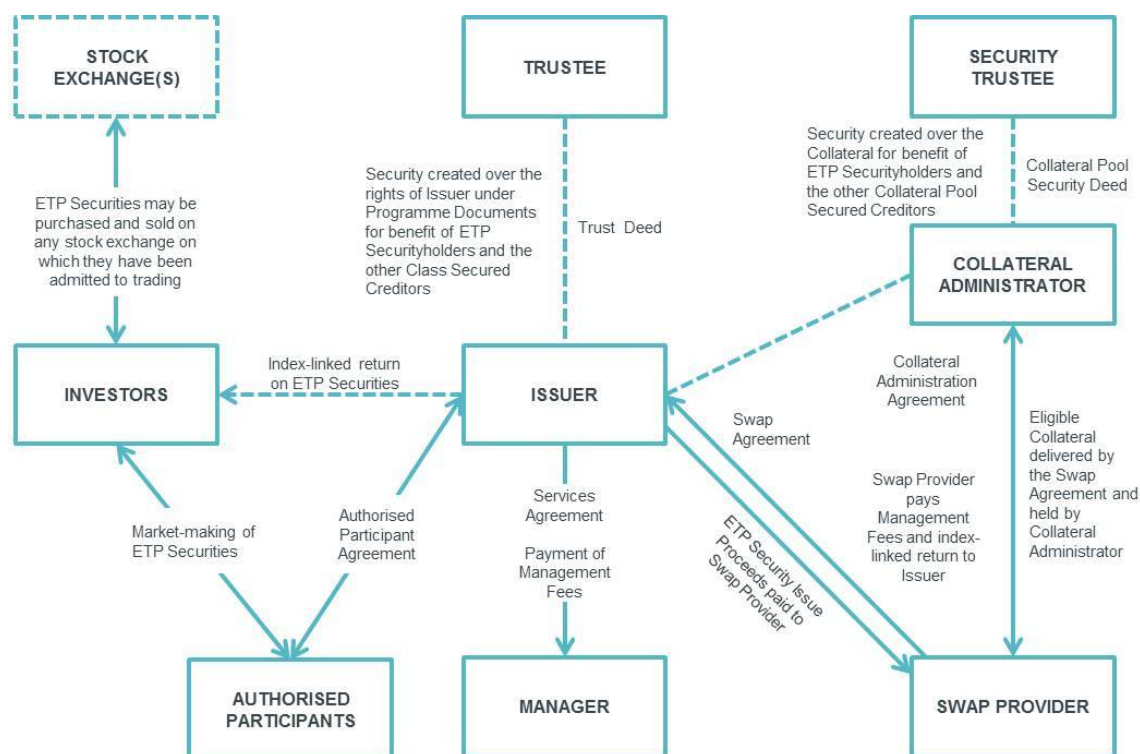 STOCK
EXCHANGE(S)
TRUSTEE
SECURITY
TRUSTEE
ETP Securities may be
purchased and sold on
any stock exchange on
which they have been
admitted to trading
Security created over the
rights of Issuer under
Programme Documents
for benefit of ETP
Securityholders and the
other Class Secured
Creditors
Trust Deed
Security created over the
Collateral for benefit of
ETP Securityholders and
the other Collateral Pool
Secured Creditors
Collateral Pool
Security Deed
COLLATERAL
ADMINISTRATOR
INVESTORS
Index-linked return
on ETP Securities
ISSUER
Swap
Agreement
Collateral
Administration
Agreement
Eligible
Collateral
delivered by
the Swap
Agreement and
held by
Collateral
Administrator
Market-making of
ETP Securities
Authorised
Participant
Agreement
Services
Agreement
Payment of
Management
Fees
ETP Security Issue
Proceeds paid to
Swap Provider
Swap Provider
pays
Management
Fees and index-
linked return to
Issuer
AUTHORISED
PARTICIPANTS
MANAGER
SWAP PROVIDER